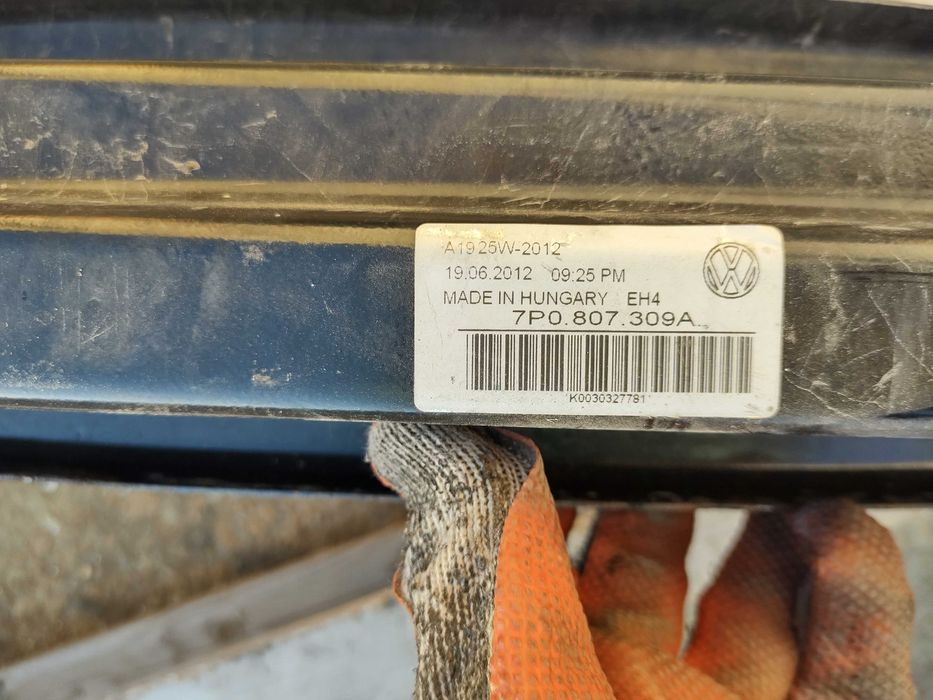 A1925W-2012
19.06.2012 09:25 PM
MADE IN HUNGARY EH4
7P0.807.309A
K0030327781